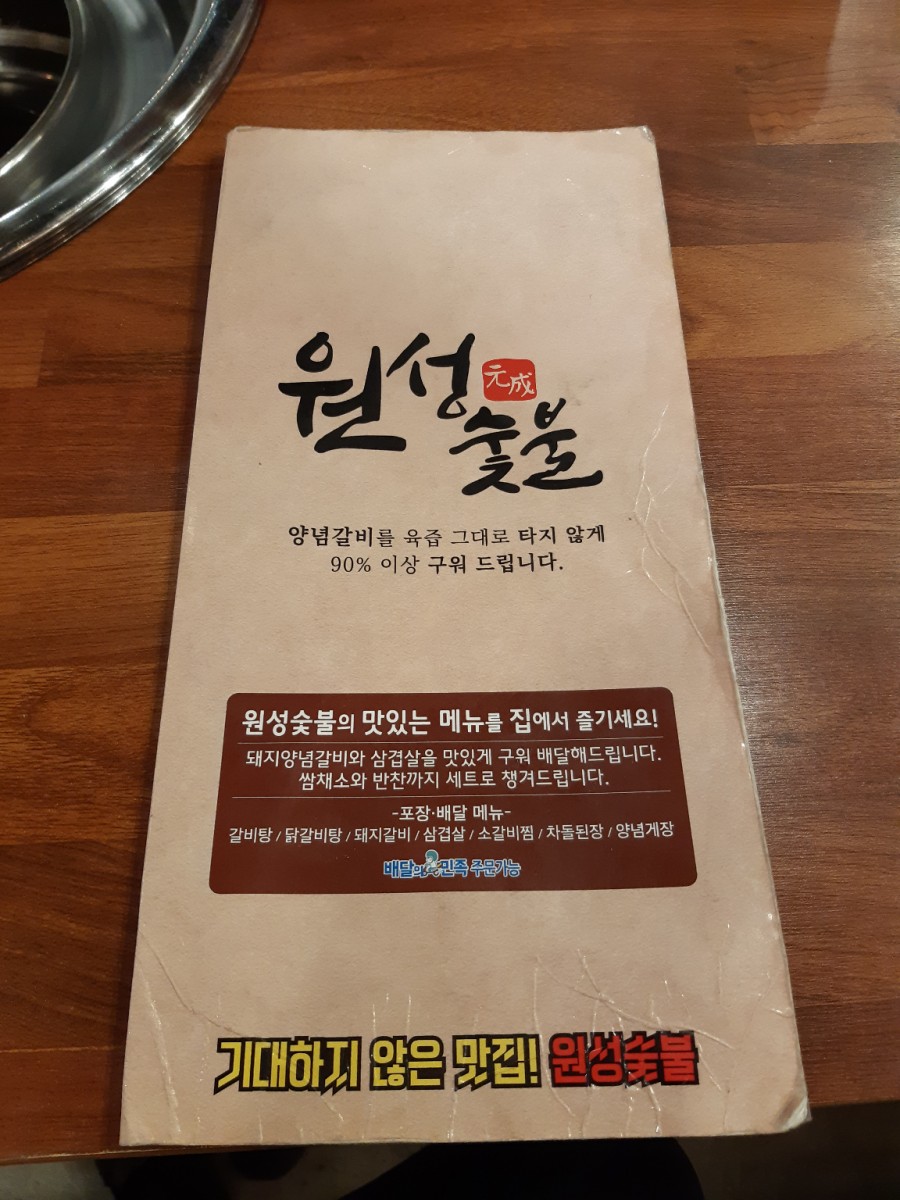 원성
元成
숯불
양념갈비를 육즙 그대로 타지 않게
90% 이상 구워 드립니다.
원성숯불의 맛있는 메뉴를 집에서 즐기세요!
돼지양념갈비와 삼겹살을 맛있게 구워 배달해드립니다.
쌈채소와 반찬까지 세트로 챙겨드립니다.
-포장·배달 메뉴-
갈비탕 / 닭갈비탕 / 돼지갈비 / 삼겹살 / 소갈비찜 / 차돌된장 / 양념게장
배달의민족 주문가능
기대하지 않은 맛집! 원성숯불